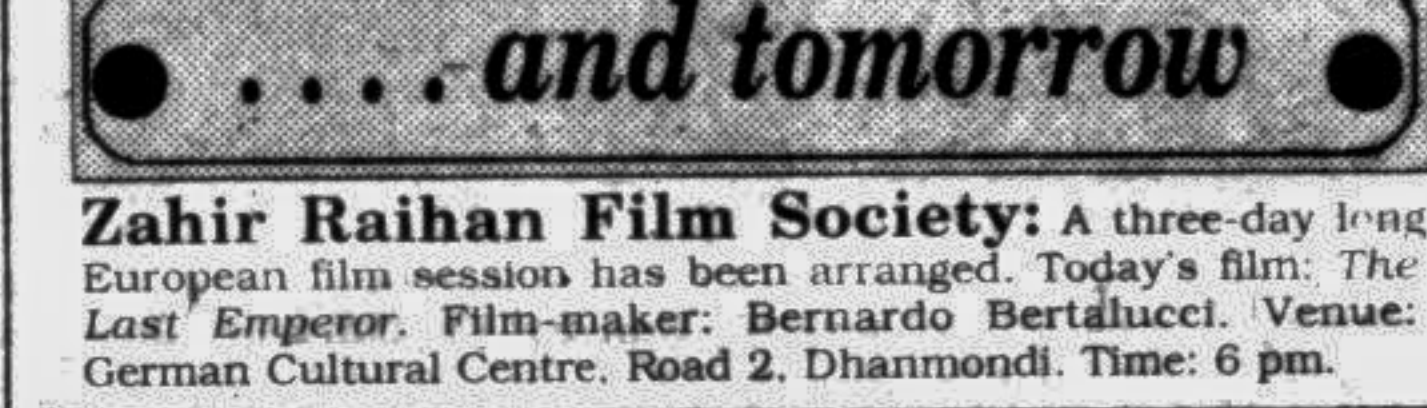 . . . . and tomorrow
Zahir Raihan Film Society: A three-day long
European film session has been arranged. Today's film: The
Last Emperor. Film-maker: Bernardo Bertalucci. Venue:
German Cultural Centre, Road 2, Dhanmondi. Time: 6 pm.